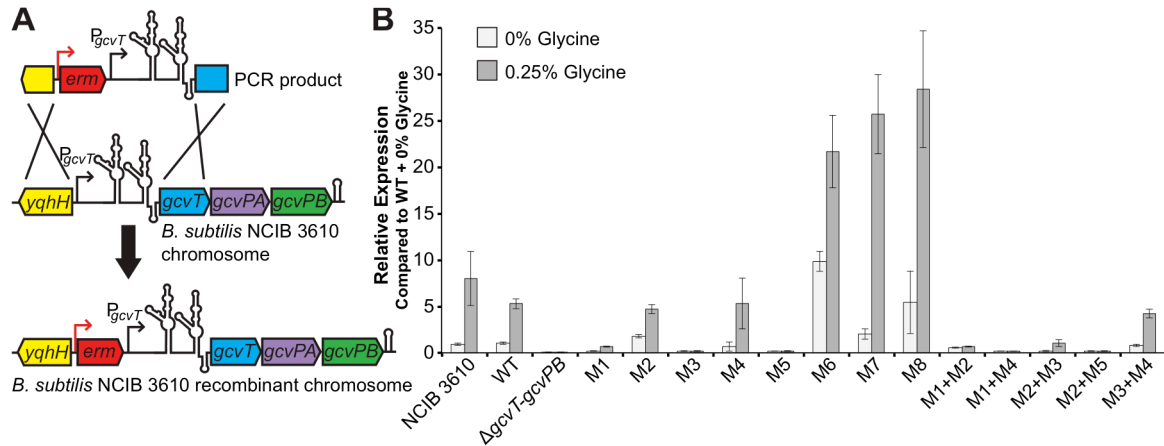 A
PgcvT
erm
PCR product
PgcvT
yqhH
gcvT
gcvPA
gcvPB
B. subtilis NCIB 3610
chromosome
PgcvT
yqhH
erm
gcvT
gcvPA
gcvPB
B. subtilis NCIB 3610 recombinant chromosome
B
Relative Expression
Compared to WT + 0% Glycine
35
30
25
20
15
10
5
0
0% Glycine
0.25% Glycine
NCIB 3610
WT
ΔgcvT-gcvPB
M1
M2
M3
M4
M5
M6
M7
M8
M1+M2
M1+M4
M2+M3
M2+M5
M3+M4